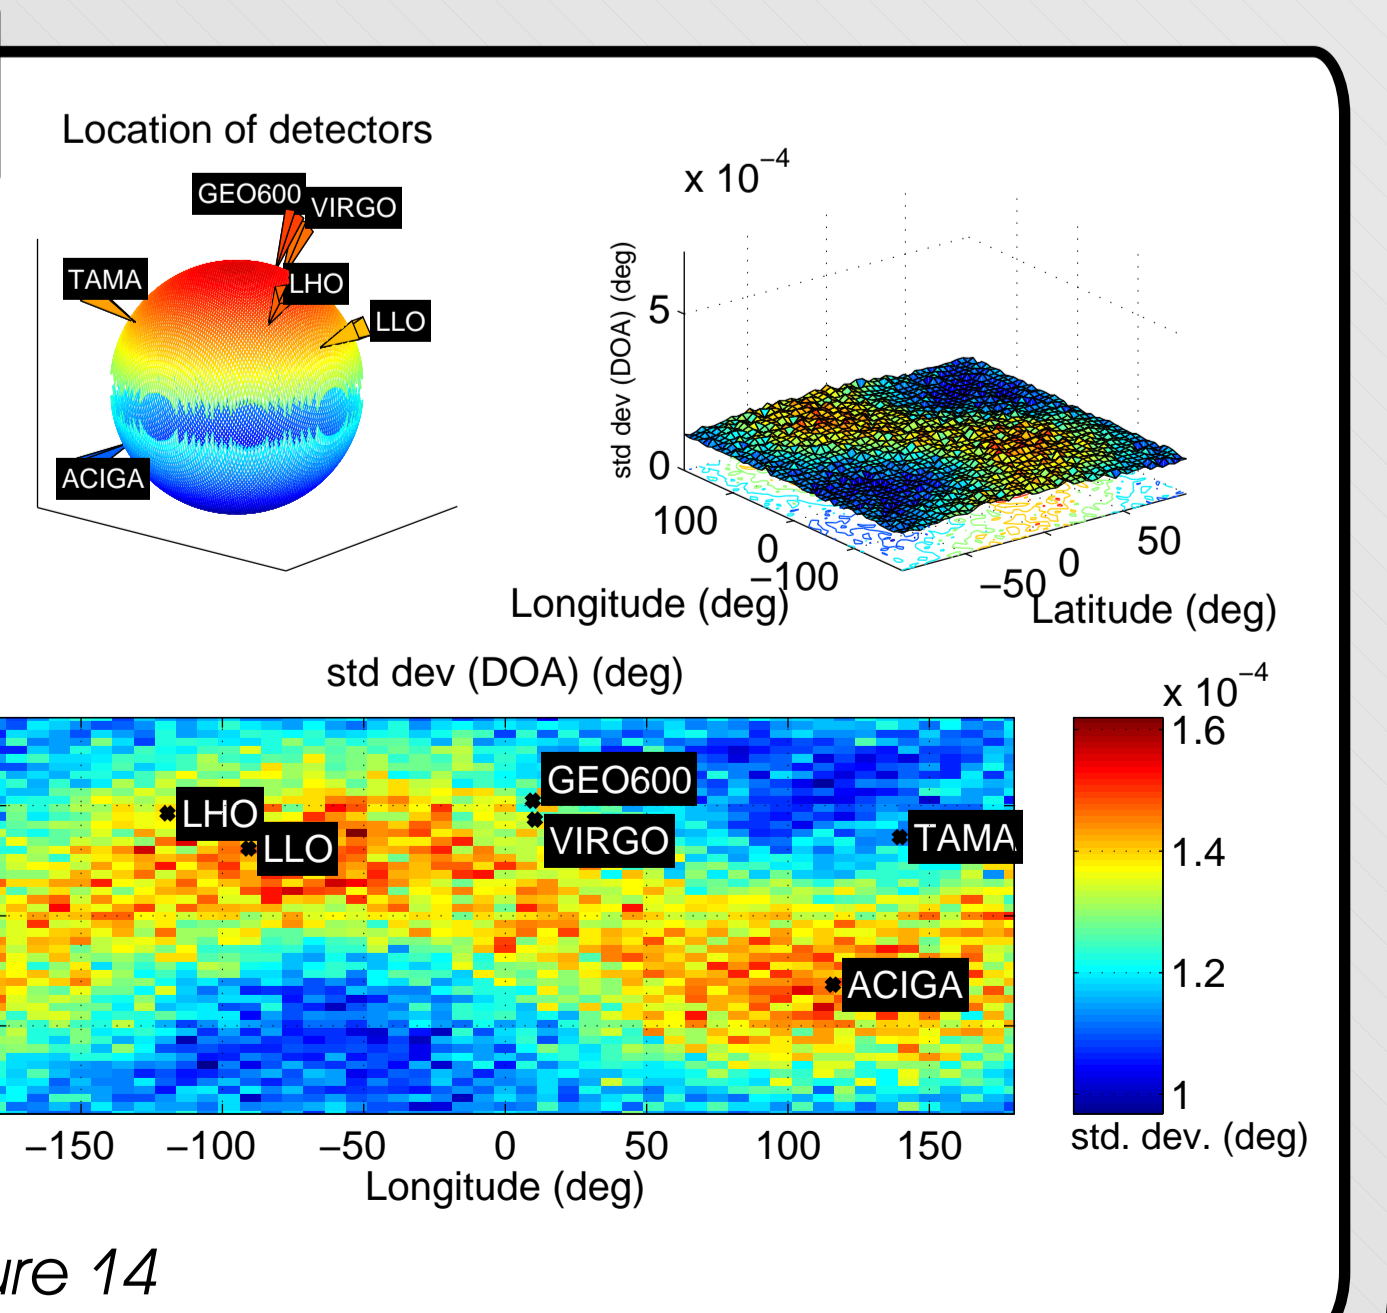 Location of detectors
GEO600
VIRGO
TAMA
LHO
LLO
ACIGA
x 10−4
std dev (DOA) (deg)
5
0
100
0
−100
Longitude (deg)
−50
0
50
Latitude (deg)
std dev (DOA) (deg)
x 10−4
GEO600
LHO
VIRGO
LLO
TAMA
ACIGA
1.6
1.4
1.2
1
std. dev. (deg)
−150 −100 −50 0 50 100 150
Longitude (deg)
ure 14